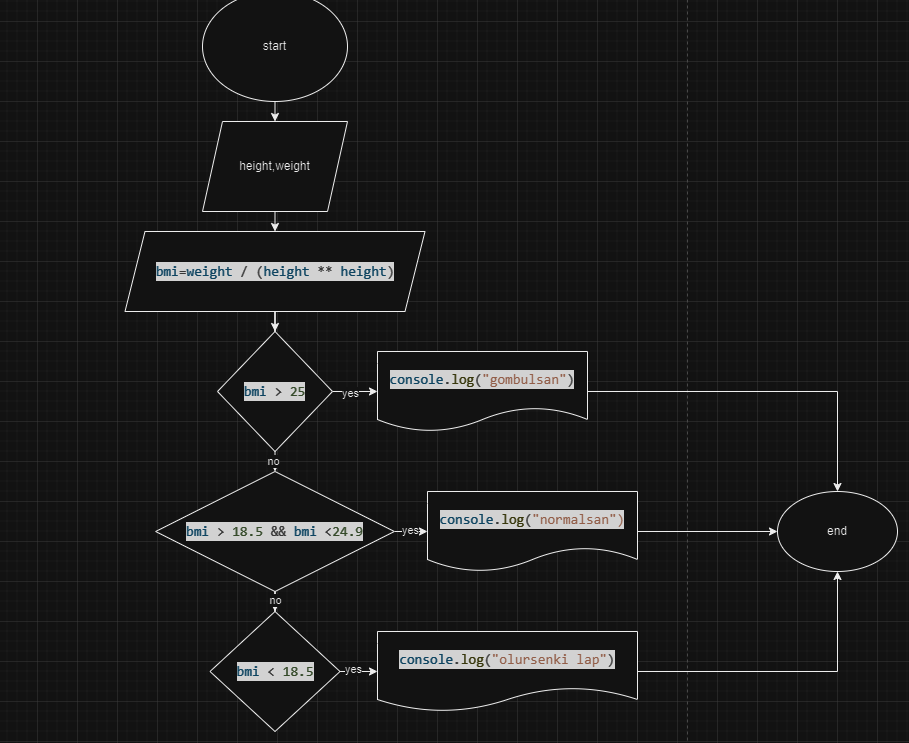 start
height,weight
bmi=weight / (height ** height)
bmi > 25
yes
console.log("gombulsan")
no
bmi > 18.5 && bmi <24.9
yes
console.log("normalsan")
end
no
bmi < 18.5
yes
console.log("olursenki lap")